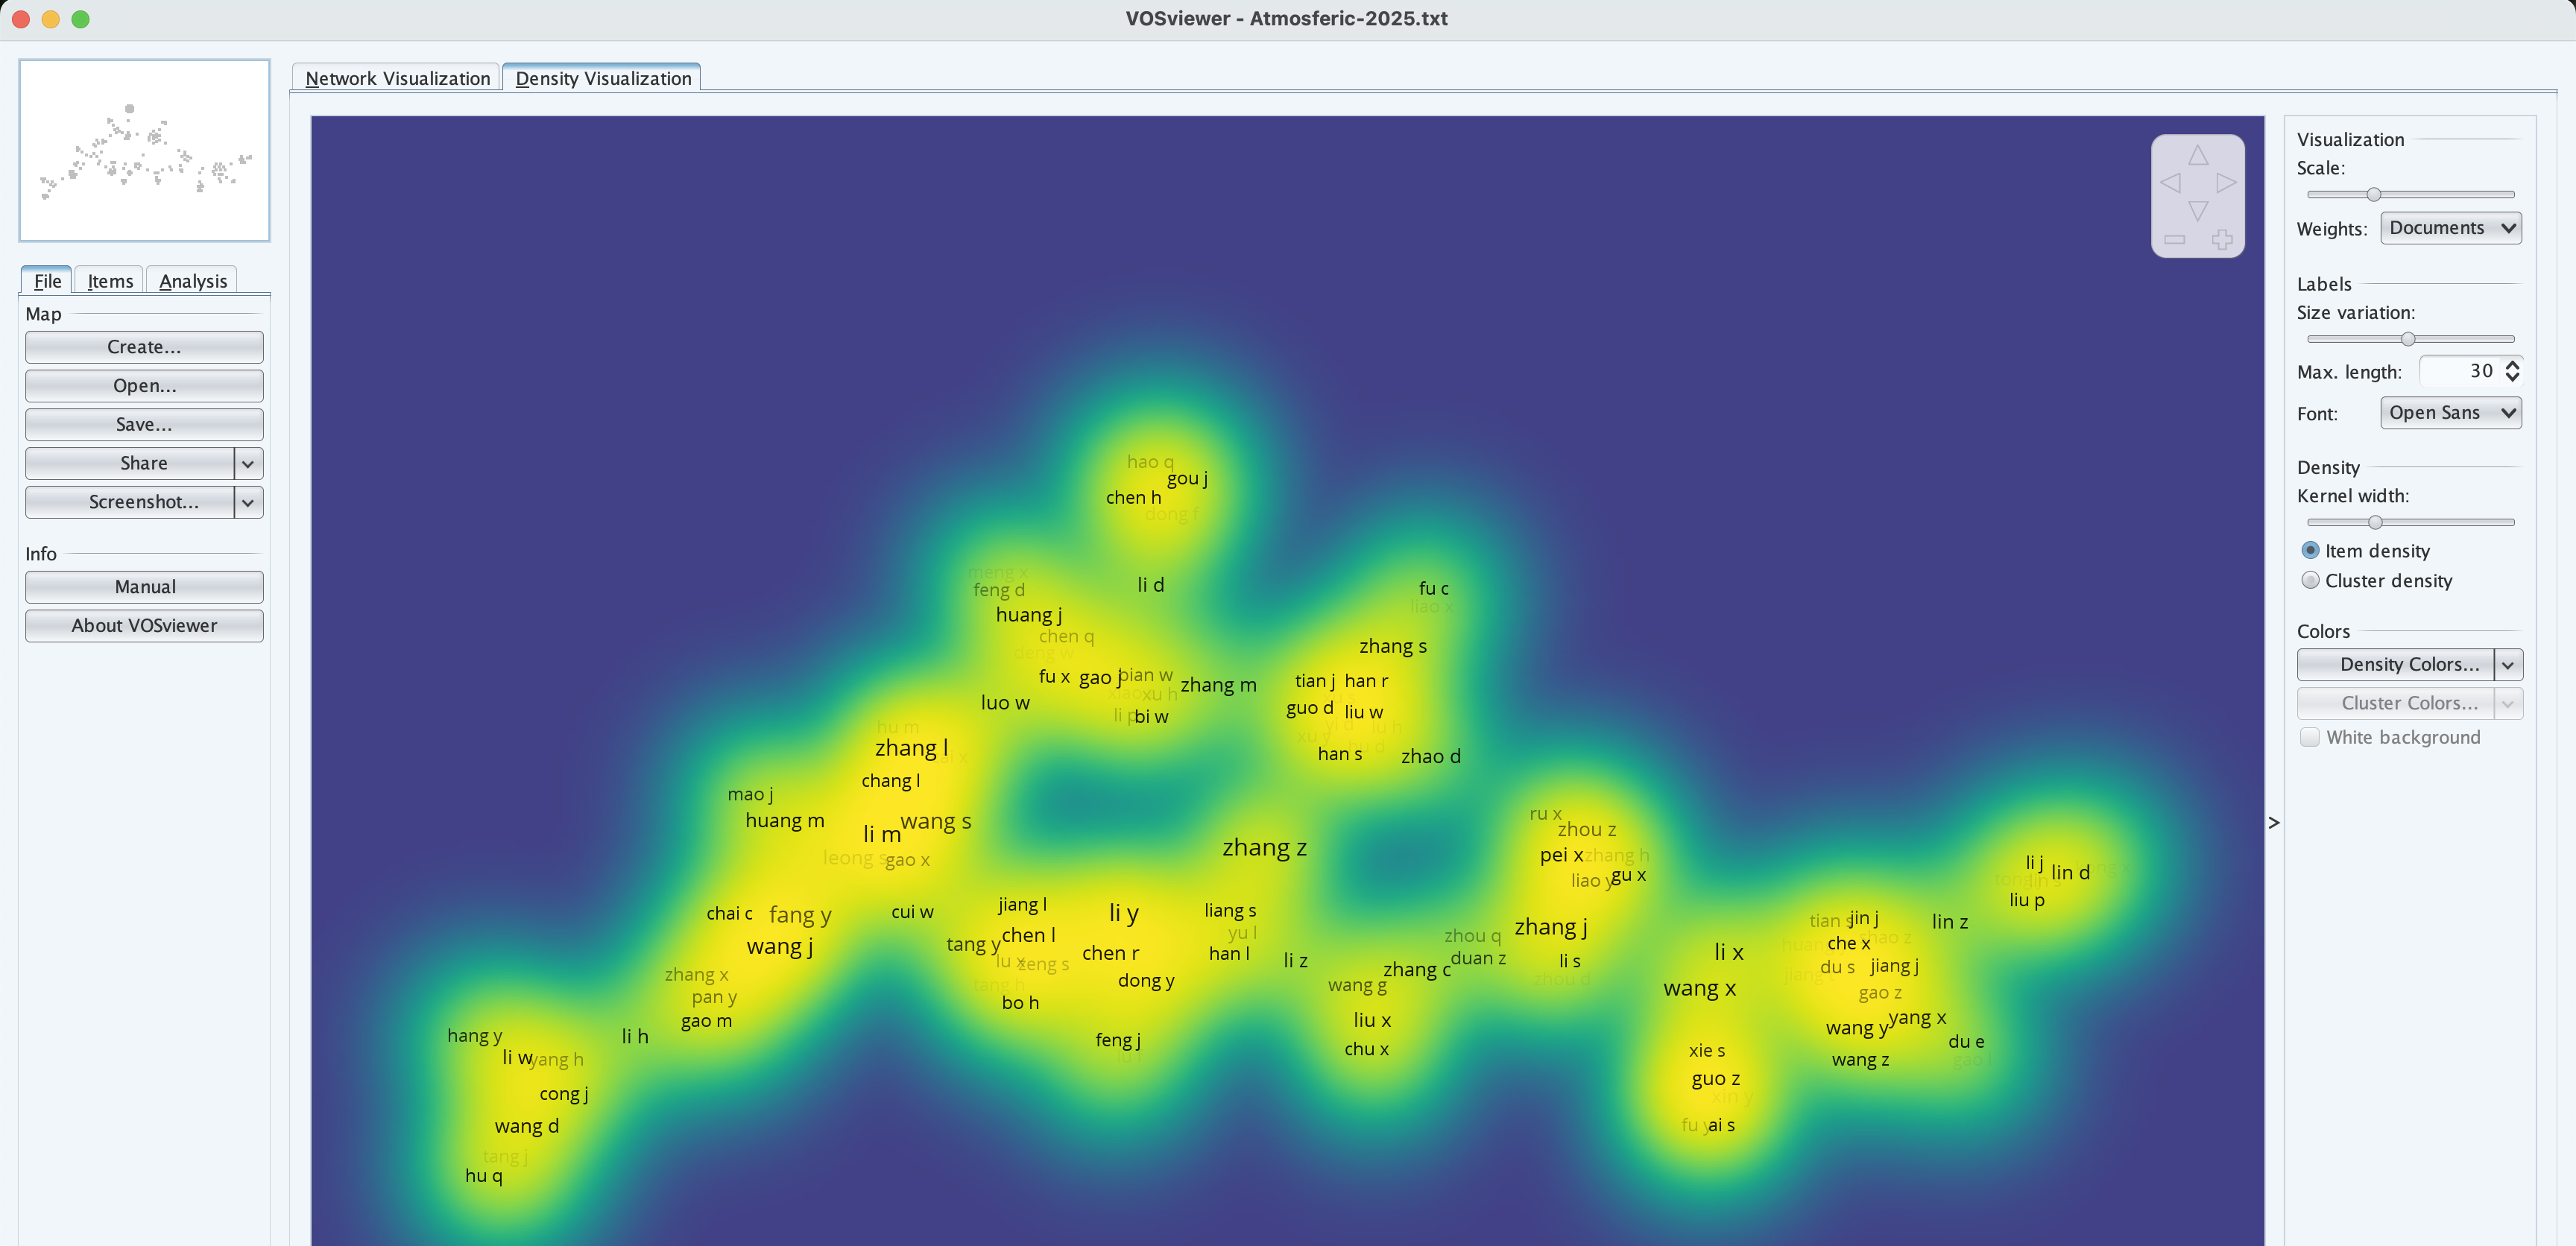 VOSviewer - Atmosferic-2025.txt
Network Visualization
Density Visualization
File
Items
Analysis
Map
Create...
Open...
Save...
Share
Screenshot...
Info
Manual
About VOSviewer
hao q
gou j
chen h
dong f
li d
meng x
feng d
huang j
chen q
deng w
fu x
gao j
bian w
xu h
zhang m
luo w
li p
bi w
fu c
liao x
zhang s
tian j
han r
guo d
liu w
xu y
han s
zhao d
hu m
zhang l
chang l
mao j
huang m
li m
wang s
leong s
gao x
zhang z
ru x
zhou z
pei x
zhang h
liao y
gu x
li j
lin d
liu p
chai c
fang y
wang j
cui w
jiang l
chen l
tang y
lu x
zeng s
tang h
bo h
li y
chen r
dong y
feng j
liang s
yu l
han l
li z
zhou q
duan z
zhang c
wang g
liu x
chu x
zhang j
li s
zhou d
li x
wang x
tian s
jin j
che x
shao z
lin z
du s
jiang j
gao z
wang y
yang x
wang z
du e
zhang x
pan y
gao m
li h
hang y
li w
yang h
cong j
wang d
tang j
hu q
xie s
guo z
xin y
fu y
ai s
>
Visualization
Scale:
Weights:
Documents
Labels
Size variation:
Max. length:
30
Font:
Open Sans
Density
Kernel width:
Item density
Cluster density
Colors
Density Colors...
Cluster Colors...
White background